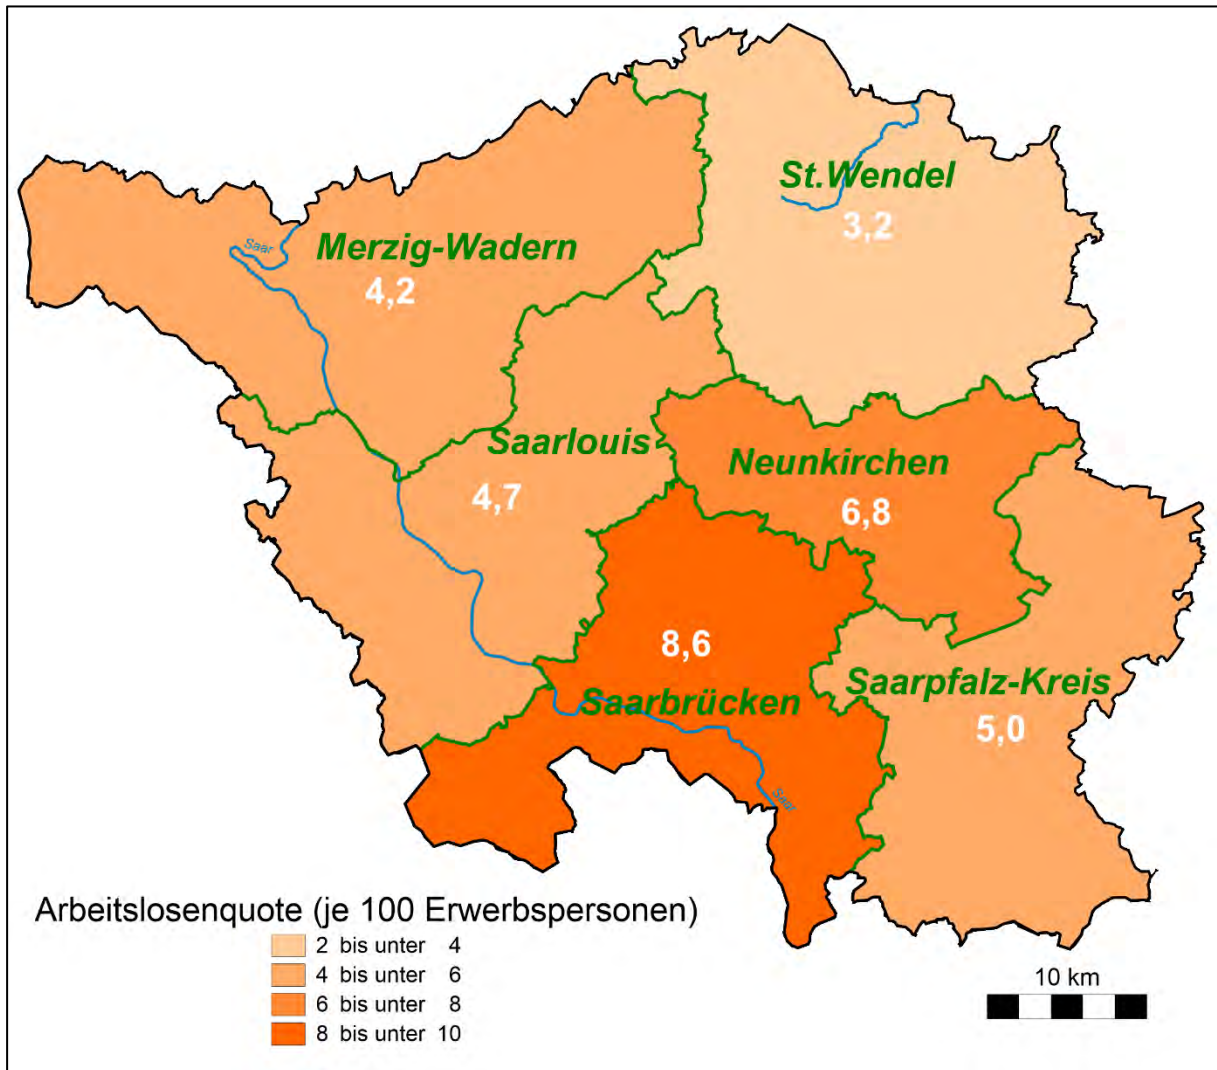 St.Wendel
3,2
Saar
Merzig-Wadern
4,2
Saarlouis
4,7
Neunkirchen
6,8
8,6
Saarbrücken
Saarpfalz-Kreis
5,0
Saar
Arbeitslosenquote (je 100 Erwerbspersonen)
2 bis unter 4
4 bis unter 6
6 bis unter 8
8 bis unter 10
10 km